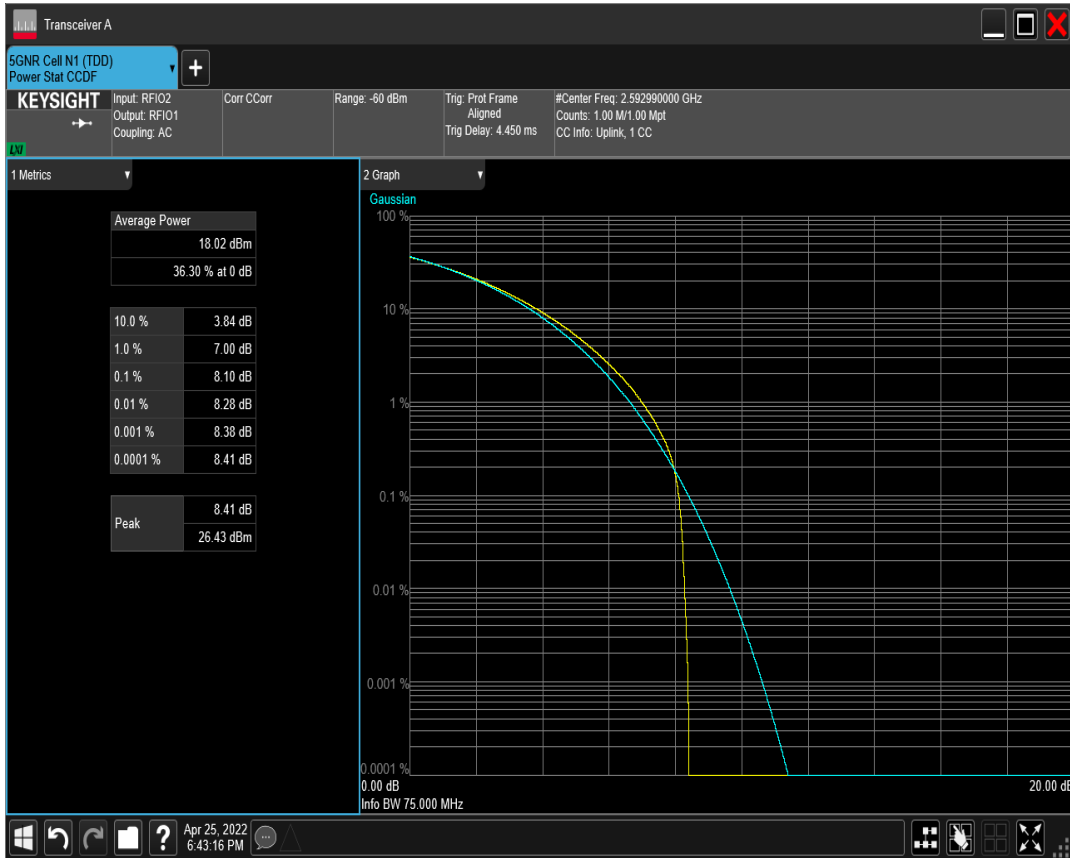 Transceiver A
5GNR Cell N1 (TDD)
Power Stat CCDF
+
KEYSIGHT
LXI
Input: RFIO2
Output: RFIO1
Coupling: AC
Corr CCorr
Range: -60 dBm
Trig: Prot Frame
Aligned
Trig Delay: 4.450 ms
#Center Freq: 2.592990000 GHz
Counts: 1.00 M/1.00 Mpt
CC Info: Uplink, 1 CC
1 Metrics
Average Power
18.02 dBm
36.30 % at 0 dB
10.0 % 3.84 dB
1.0 % 7.00 dB
0.1 % 8.10 dB
0.01 % 8.28 dB
0.001 % 8.38 dB
0.0001 % 8.41 dB
Peak 8.41 dB
26.43 dBm
2 Graph
Gaussian
100 %
10 %
1 %
0.1 %
0.01 %
0.001 %
0.0001 %
0.00 dB 20.00 dB
Info BW 75.000 MHz
?
Apr 25, 2022
6:43:16 PM